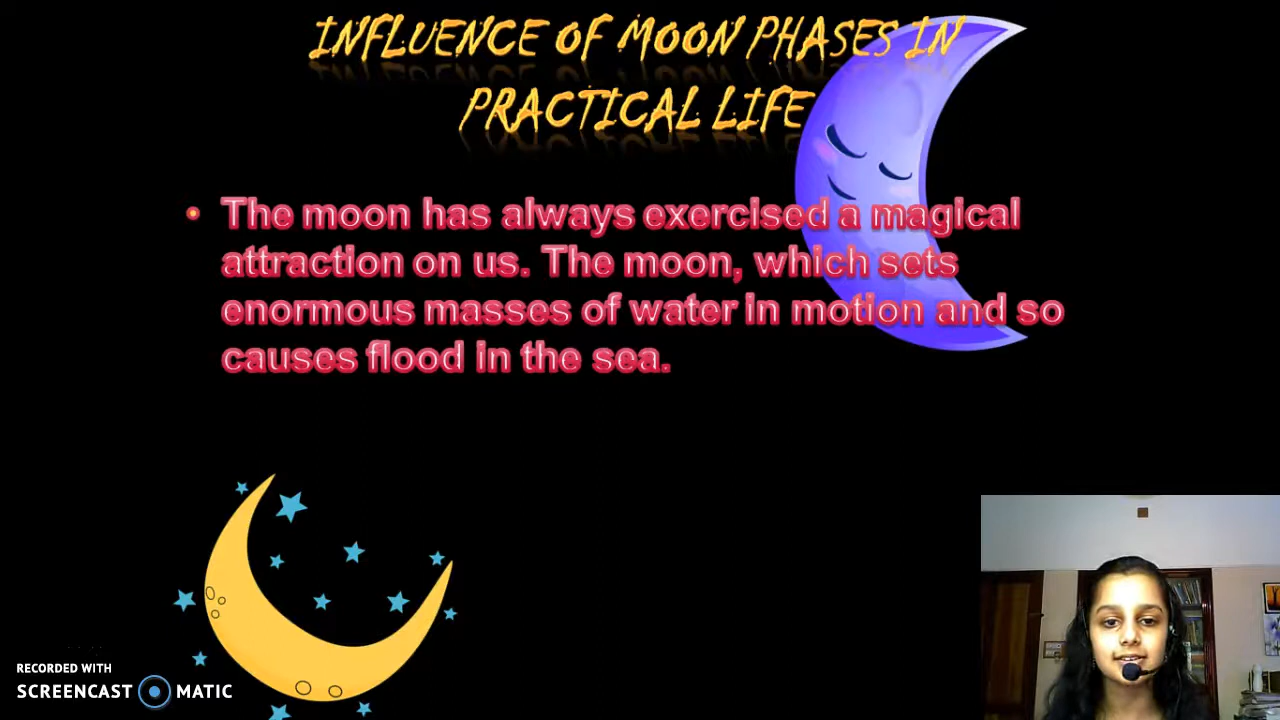 INFLUENCE OF MOON PHASES IN
PRACTICAL LIFE
• The moon has always exercised a magical
attraction on us. The moon, which sets
enormous masses of water in motion and so
causes flood in the sea.
RECORDED WITH
SCREENCAST MATIC